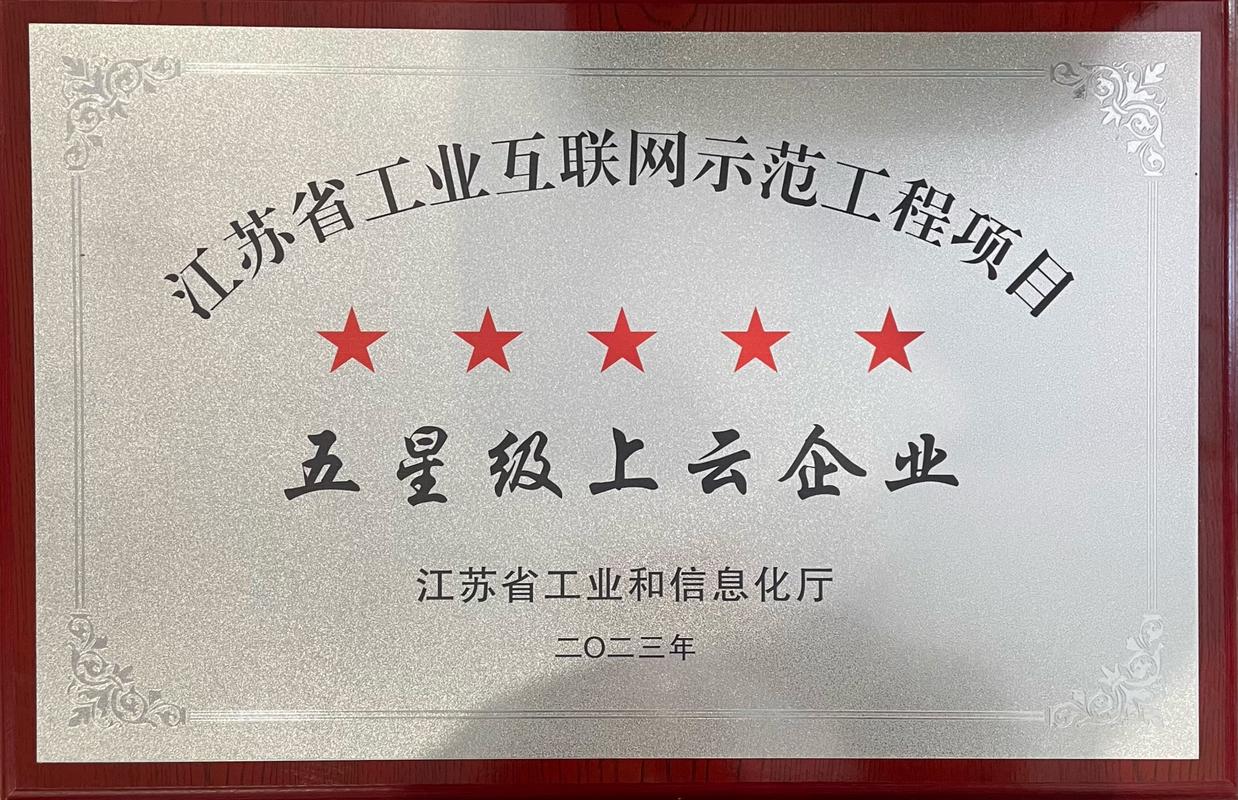 江苏省工业互联网示范工程项目
五星级上云企业
江苏省工业和信息化厅
二〇二三年